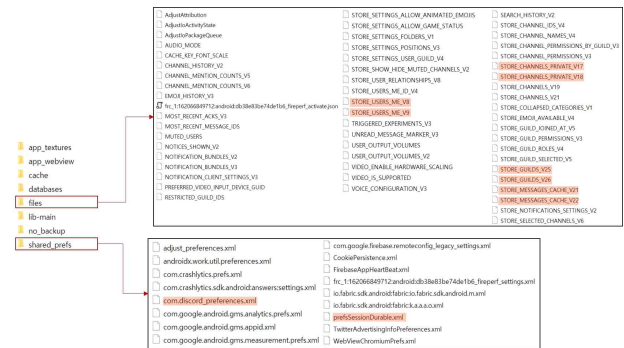 app_textures
app_webview
cache
databases
files
lib-main
no_backup
shared_prefs
AdjustAttribution
AdjustIoActivityState
AdjustIoPackageQueue
AUDIO_MODE
CACHE_KEY_FONT_SCALE
CHANNEL_HISTORY_V2
CHANNEL_MENTION_COUNTS_V5
CHANNEL_MENTION_COUNTS_V6
EMOJI_HISTORY_V3
frc_1:162066849712:android:db38e83be74de1b6_fireperf_activate.json
MOST_RECENT_ACKS_V3
MOST_RECENT_MESSAGE_IDS
MUTED_USERS
NOTICES_SHOWN_V2
NOTIFICATION_BUNDLES_V2
NOTIFICATION_BUNDLES_V3
NOTIFICATION_CLIENT_SETTINGS_V3
PREFERRED_VIDEO_INPUT_DEVICE_GUID
RESTRICTED_GUILD_IDS
STORE_SETTINGS_ALLOW_ANIMATED_EMOJIS
STORE_SETTINGS_ALLOW_GAME_STATUS
STORE_SETTINGS_FOLDERS_V1
STORE_SETTINGS_POSITIONS_V3
STORE_SETTINGS_USER_GUILD_V4
STORE_SHOW_HIDE_MUTED_CHANNELS_V2
STORE_USER_RELATIONSHIPS_V8
STORE_USERS_ME_ID_V4
STORE_USERS_ME_V8
STORE_USERS_ME_V9
TRIGGERED_EXPERIMENTS_V3
UNREAD_MESSAGE_MARKER_V3
USER_OUTPUT_VOLUMES
USER_OUTPUT_VOLUMES_V2
VIDEO_ENABLE_HARDWARE_SCALING
VIDEO_IS_SUPPORTED
VOICE_CONFIGURATION_V3
SEARCH_HISTORY_V2
STORE_CHANNEL_IDS_V4
STORE_CHANNEL_NAMES_V4
STORE_CHANNEL_PERMISSIONS_BY_GUILD_V3
STORE_CHANNEL_PERMISSIONS_V3
STORE_CHANNELS_PRIVATE_V17
STORE_CHANNELS_PRIVATE_V18
STORE_CHANNELS_V19
STORE_CHANNELS_V21
STORE_COLLAPSED_CATEGORIES_V1
STORE_EMOJI_AVAILABLE_V4
STORE_GUILD_JOINED_AT_V5
STORE_GUILD_PERMISSIONS_V3
STORE_GUILD_ROLES_V4
STORE_GUILD_SELECTED_V5
STORE_GUILDS_V25
STORE_GUILDS_V26
STORE_MESSAGES_CACHE_V21
STORE_MESSAGES_CACHE_V22
STORE_NOTIFICATIONS_SETTINGS_V2
STORE_SELECTED_CHANNELS_V6
adjust_preferences.xml
androidx.work.util.preferences.xml
com.crashlytics.prefs.xml
com.crashlytics.sdk.android:answers:settings.xml
com.discord_preferences.xml
com.google.android.gms.analytics.prefs.xml
com.google.android.gms.appid.xml
com.google.android.gms.measurement.prefs.xml
com.google.firebase.remoteconfig_legacy_settings.xml
CookiePersistence.xml
FirebaseAppHeartBeat.xml
frc_1:162066849712:android:db38e83be74de1b6_fireperf_settings.xml
io.fabric.sdk.android:fabric:io.fabric.sdk.android.m.xml
io.fabric.sdk.android:fabric:k.a.a.a.o.xml
prefsSessionDurable.xml
TwitterAdvertisingInfoPreferences.xml
WebViewChromiumPrefs.xml